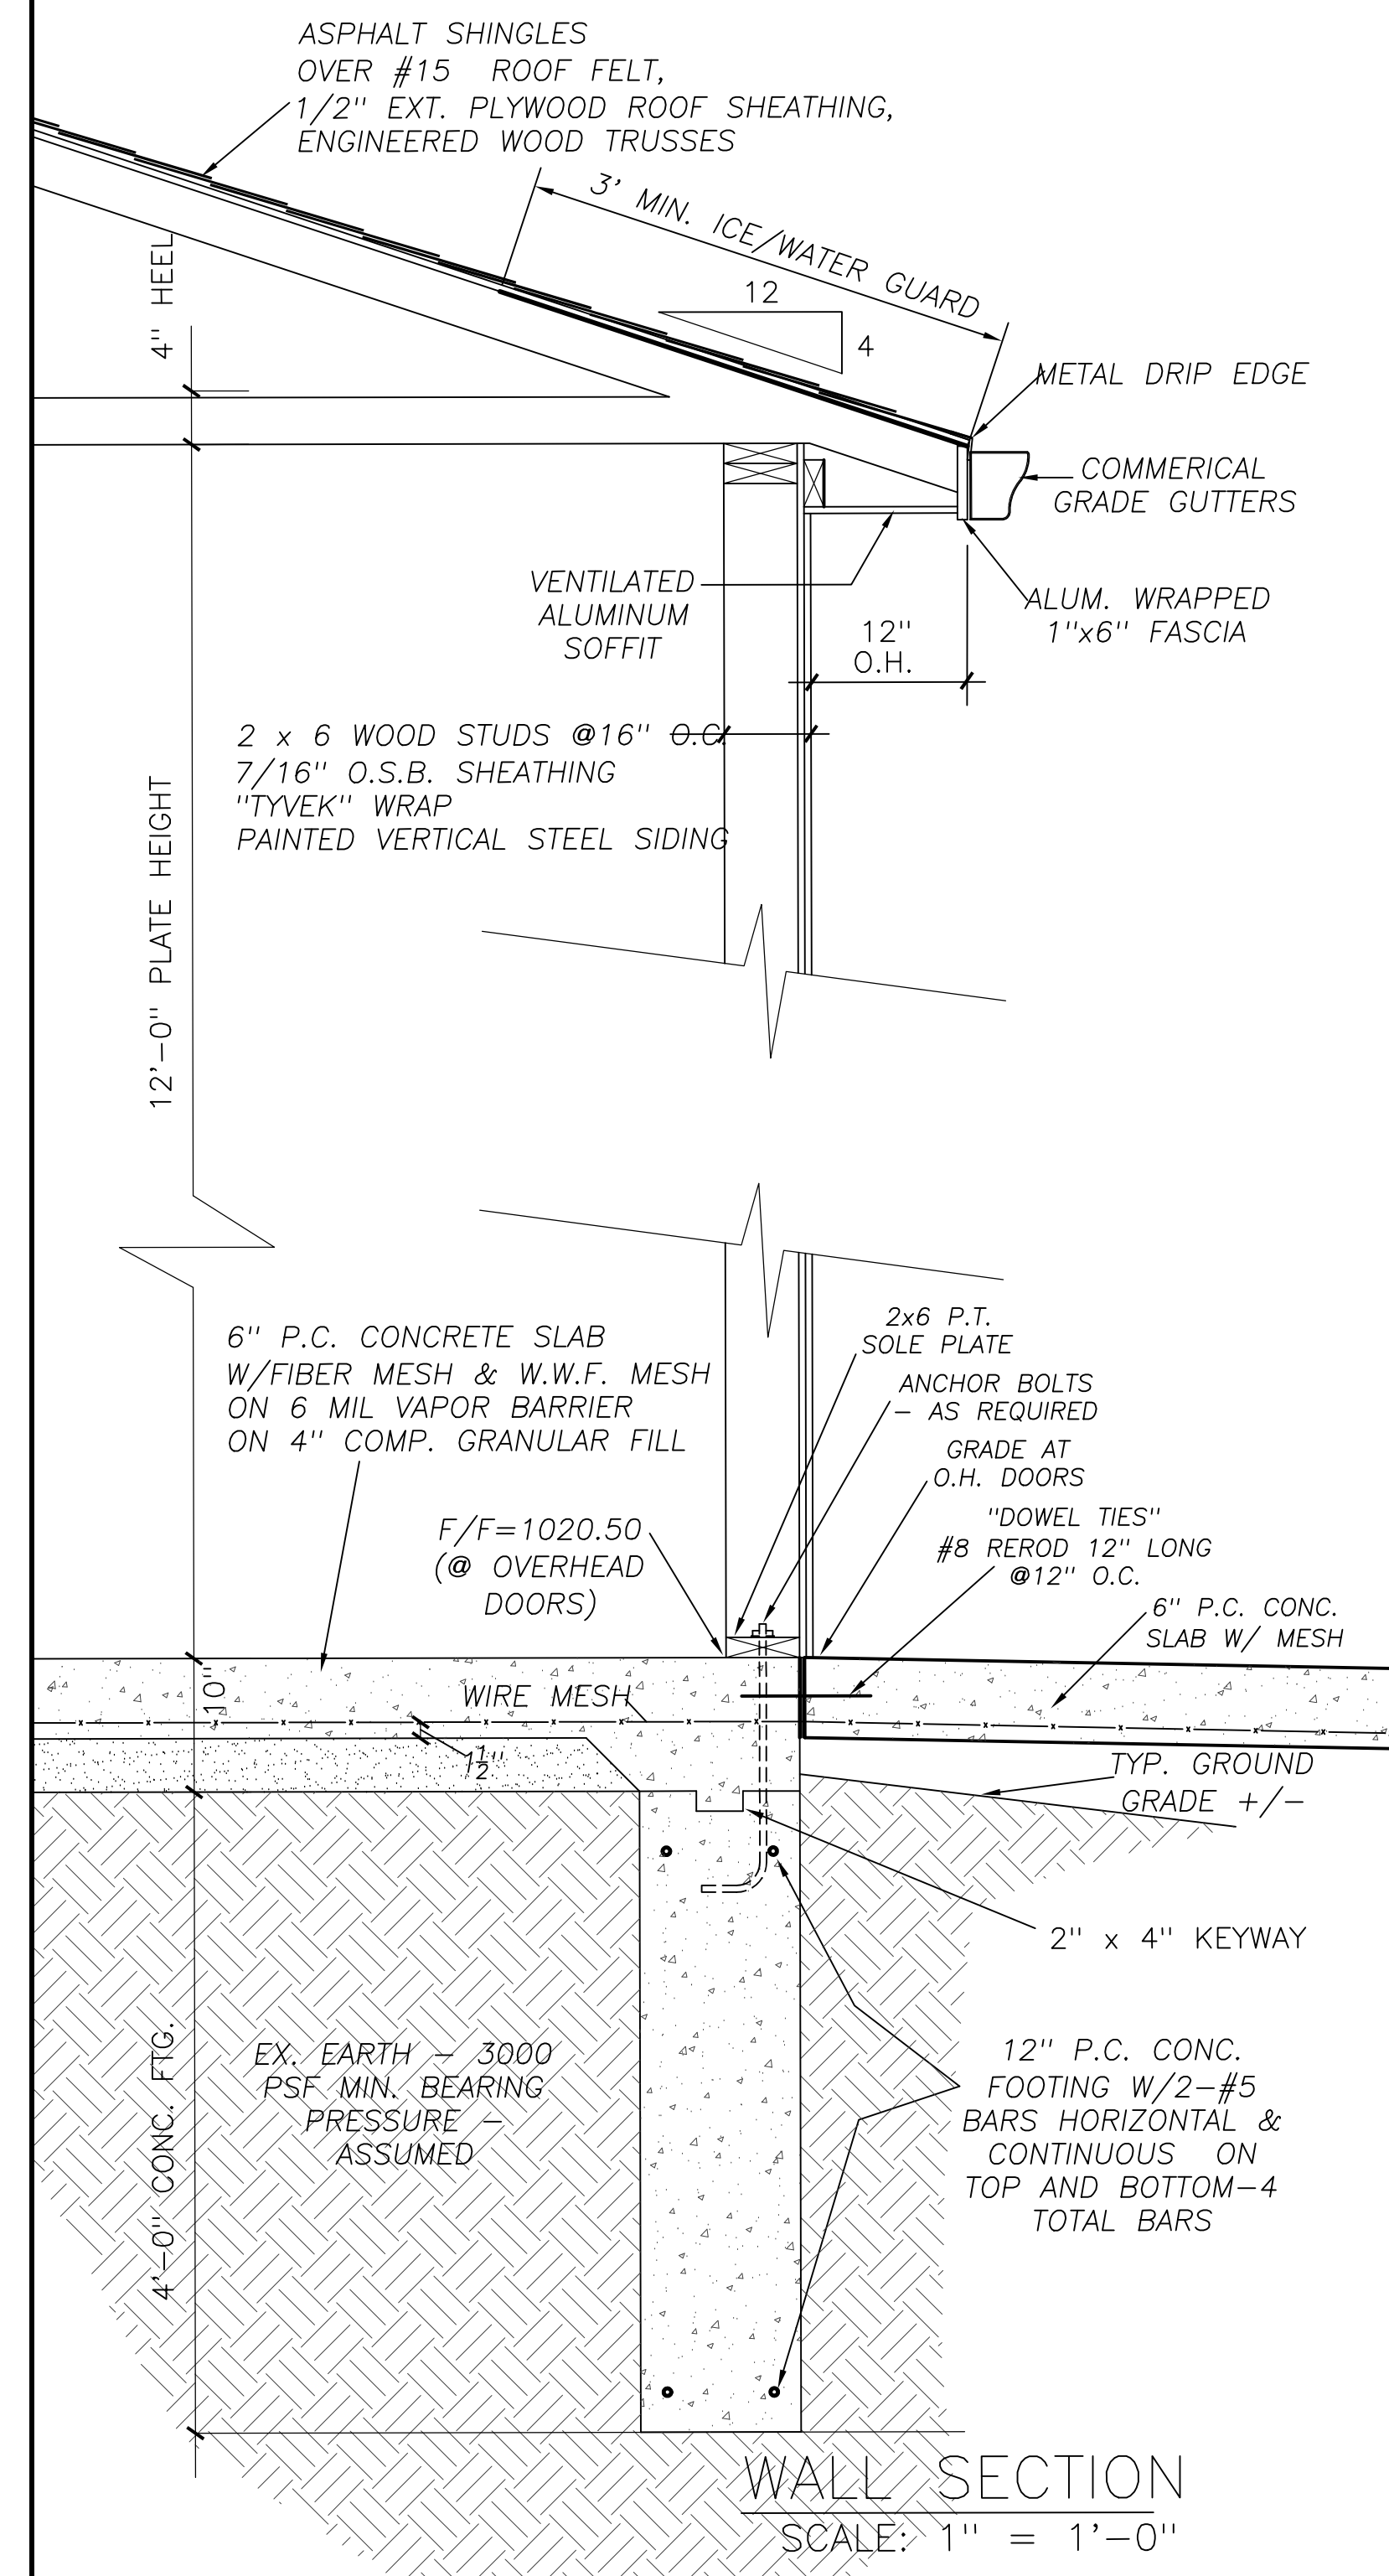 ASPHALT SHINGLES
OVER #15 ROOF FELT,
1/2" EXT. PLYWOOD ROOF SHEATHING,
ENGINEERED WOOD TRUSSES
3' MIN. ICE/WATER GUARD
4" HEEL
12
4
METAL DRIP EDGE
COMMERICAL
GRADE GUTTERS
VENTILATED
ALUMINUM
SOFFIT
ALUM. WRAPPED
1"x6" FASCIA
12"
O.H.
2 x 6 WOOD STUDS @16" O.C.
7/16" O.S.B. SHEATHING
"TYVEK" WRAP
PAINTED VERTICAL STEEL SIDING
12'-0" PLATE HEIGHT
6" P.C. CONCRETE SLAB
W/FIBER MESH & W.W.F. MESH
ON 6 MIL VAPOR BARRIER
ON 4" COMP. GRANULAR FILL
2x6 P.T.
SOLE PLATE
ANCHOR BOLTS
- AS REQUIRED
GRADE AT
O.H. DOORS
"DOWEL TIES"
#8 REROD 12" LONG
@12" O.C.
F/F=1020.50
(@ OVERHEAD
DOORS)
6" P.C. CONC.
SLAB W/ MESH
10"
WIRE MESH
1 1/2"
TYP. GROUND
GRADE +/-
2" x 4" KEYWAY
4'-0" CONC. FTG.
EX. EARTH - 3000
PSF MIN. BEARING
PRESSURE -
ASSUMED
12" P.C. CONC.
FOOTING W/2-#5
BARS HORIZONTAL &
CONTINUOUS ON
TOP AND BOTTOM-4
TOTAL BARS
WALL SECTION
SCALE: 1" = 1'-0"